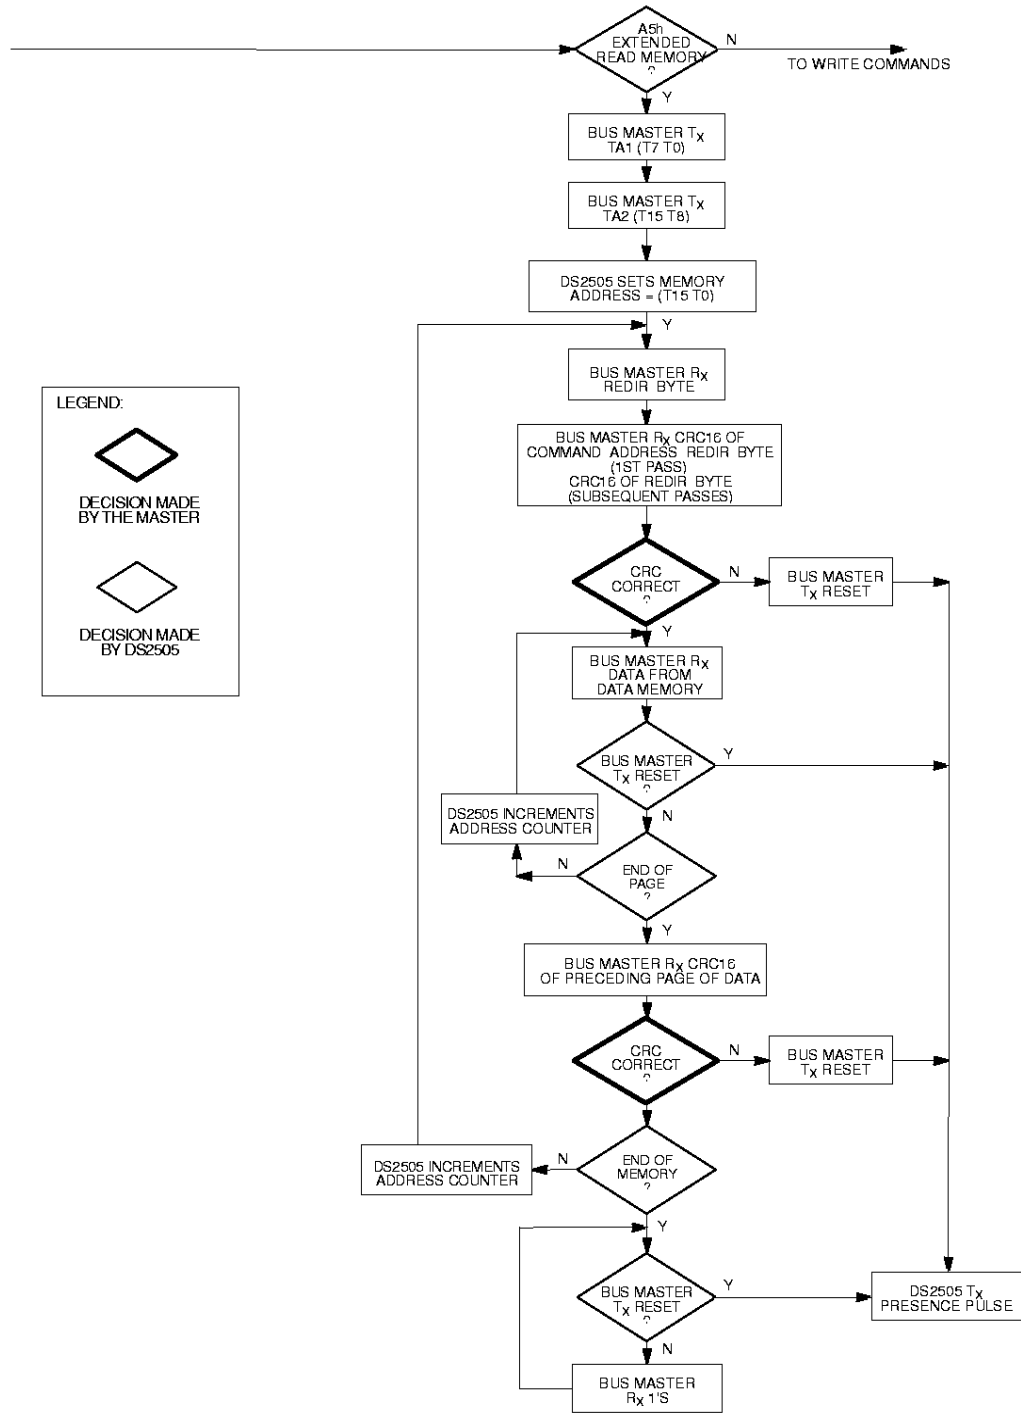 A5h
EXTENDED
READ MEMORY
?
N
TO WRITE COMMANDS
Y
BUS MASTER TX
TA1 (T7 T0)
BUS MASTER TX
TA2 (T15 T8)
DS2505 SETS MEMORY
ADDRESS = (T15 T0)
Y
BUS MASTER RX
REDIR BYTE
LEGEND:
DECISION MADE
BY THE MASTER
DECISION MADE
BY DS2505
BUS MASTER RX CRC16 OF
COMMAND ADDRESS REDIR BYTE
(1ST PASS)
CRC16 OF REDIR BYTE
(SUBSEQUENT PASSES)
CRC
CORRECT
?
N
BUS MASTER
TX RESET
Y
BUS MASTER RX
DATA FROM
DATA MEMORY
BUS MASTER
TX RESET
?
Y
N
DS2505 INCREMENTS
ADDRESS COUNTER
END OF
PAGE
?
N
Y
BUS MASTER RX CRC16
OF PRECEDING PAGE OF DATA
CRC
CORRECT
?
N
BUS MASTER
TX RESET
END OF
MEMORY
?
N
DS2505 INCREMENTS
ADDRESS COUNTER
Y
BUS MASTER
TX RESET
?
Y
DS2505 TX
PRESENCE PULSE
N
BUS MASTER
RX 1'S